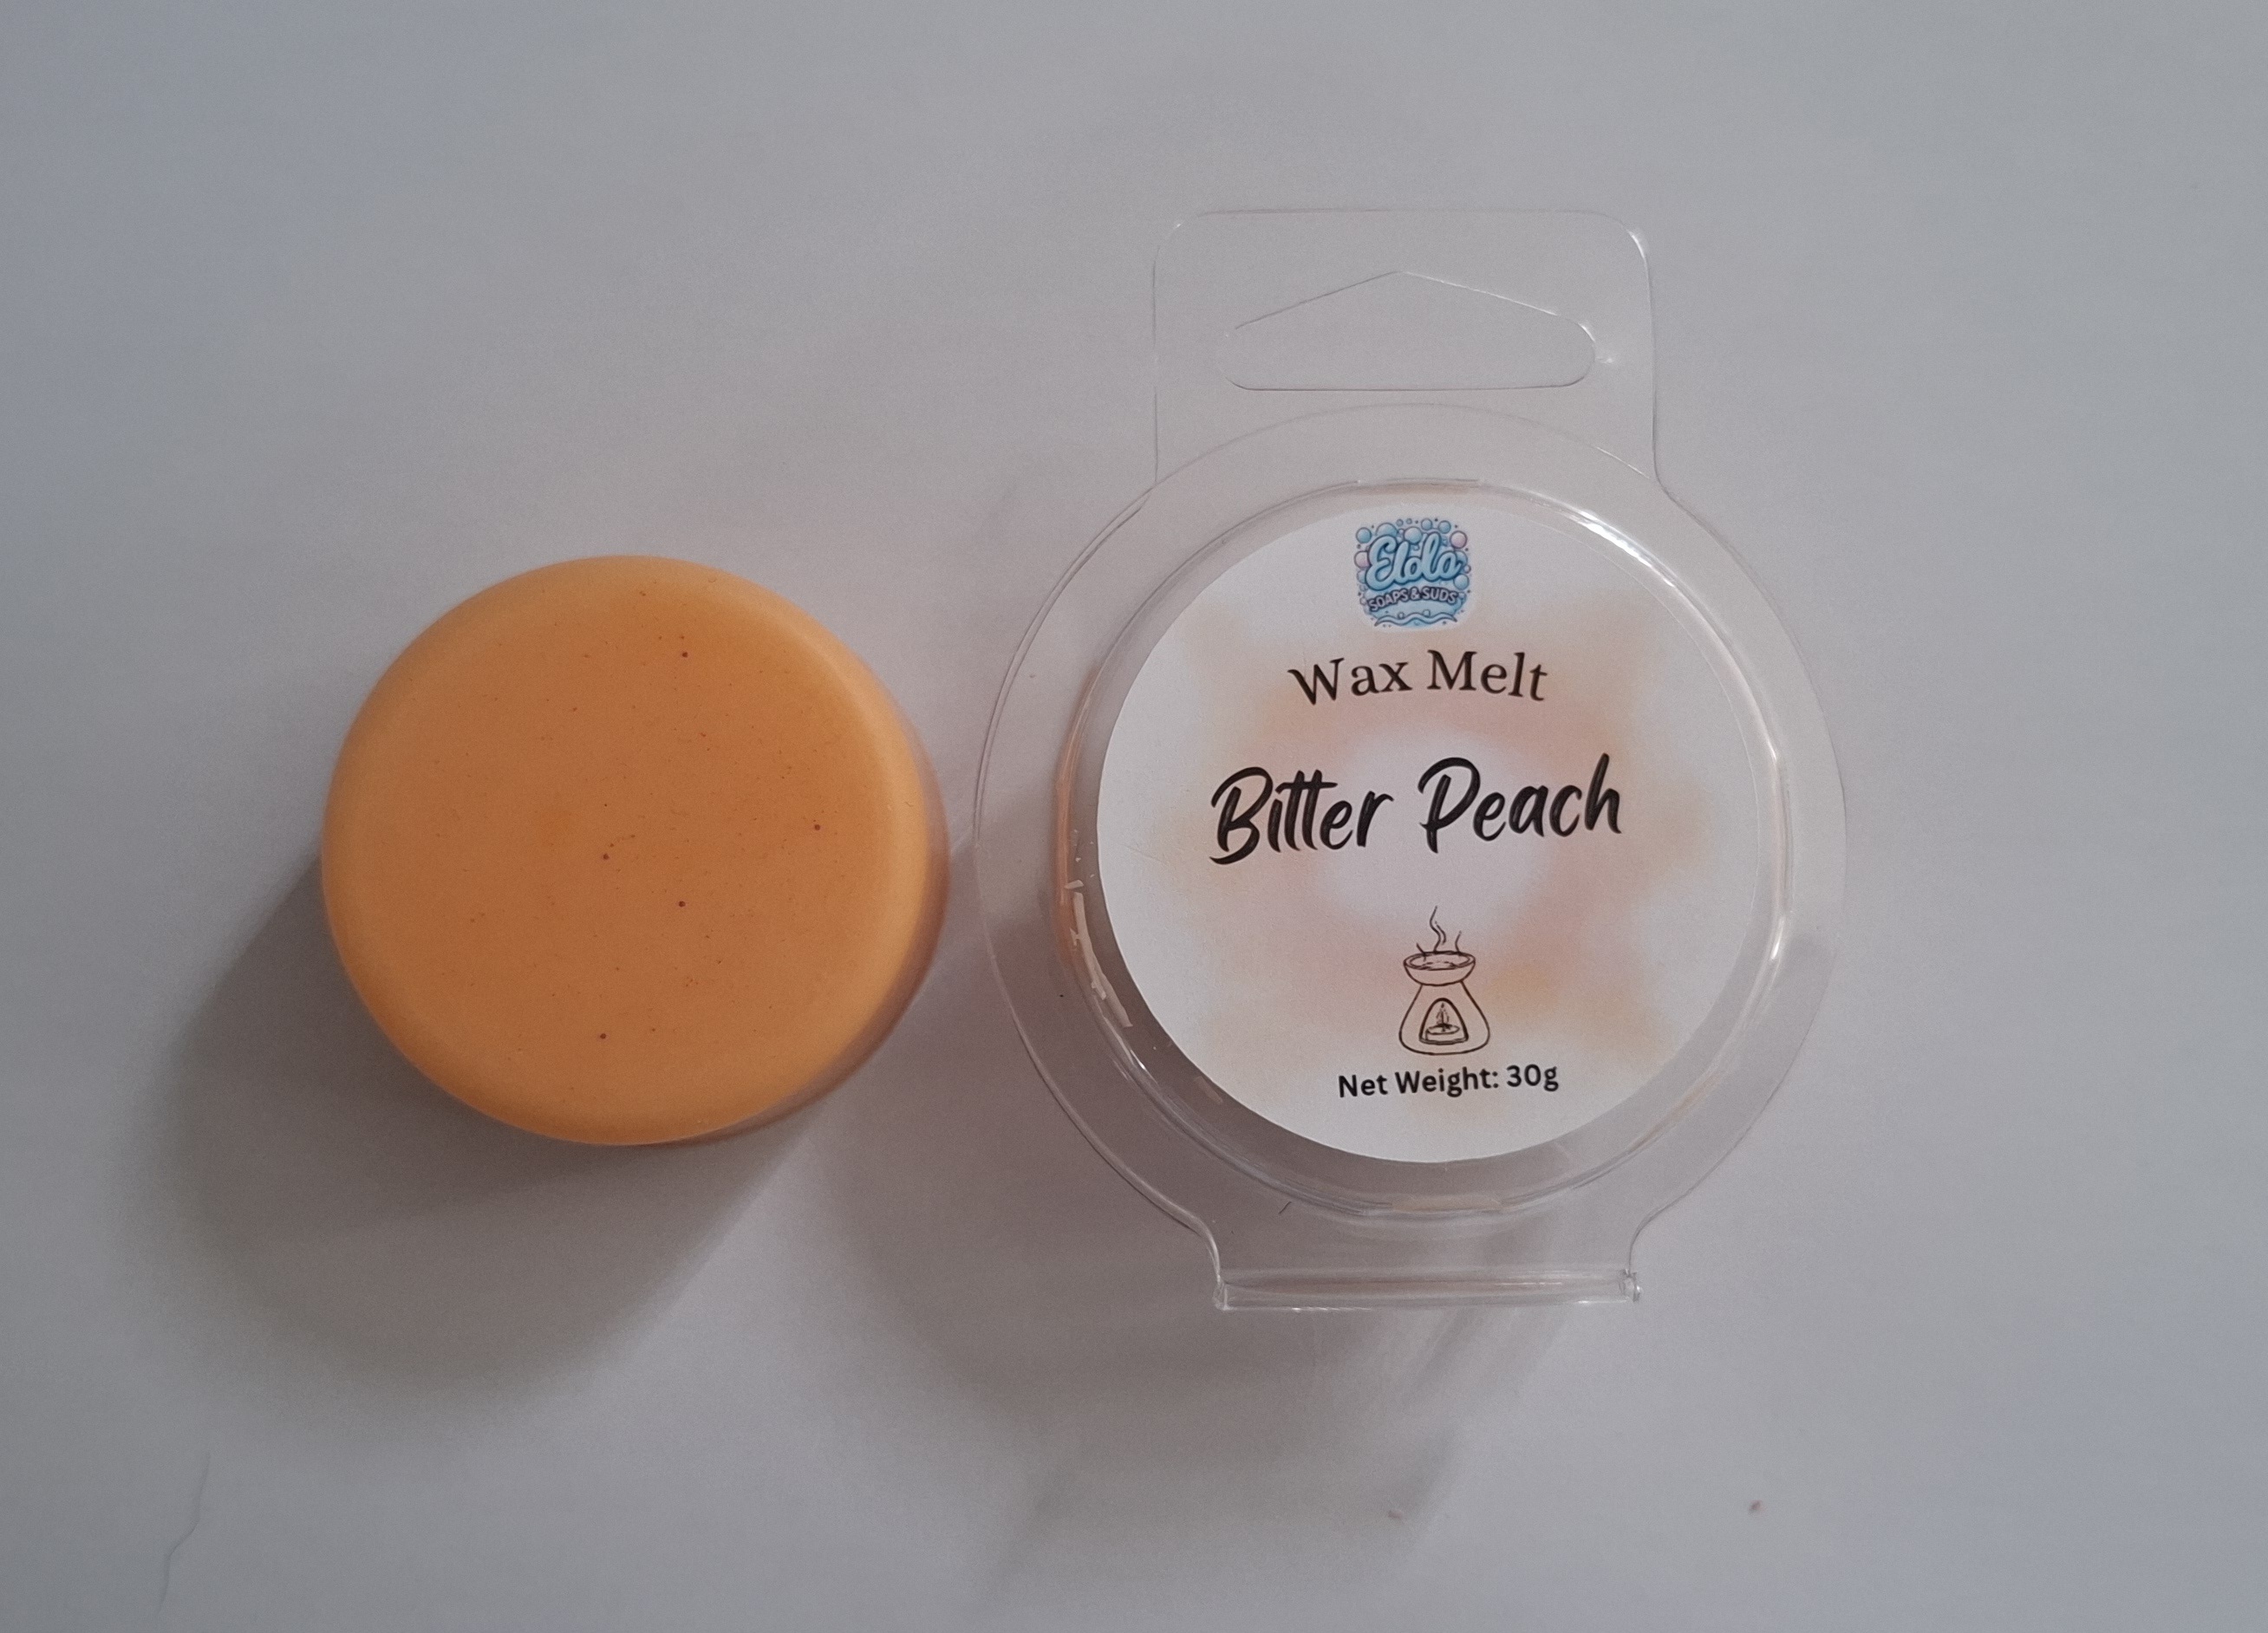 Elola
SOAPS & SUDS
Wax Melt
Bitter Peach
Net Weight: 30g